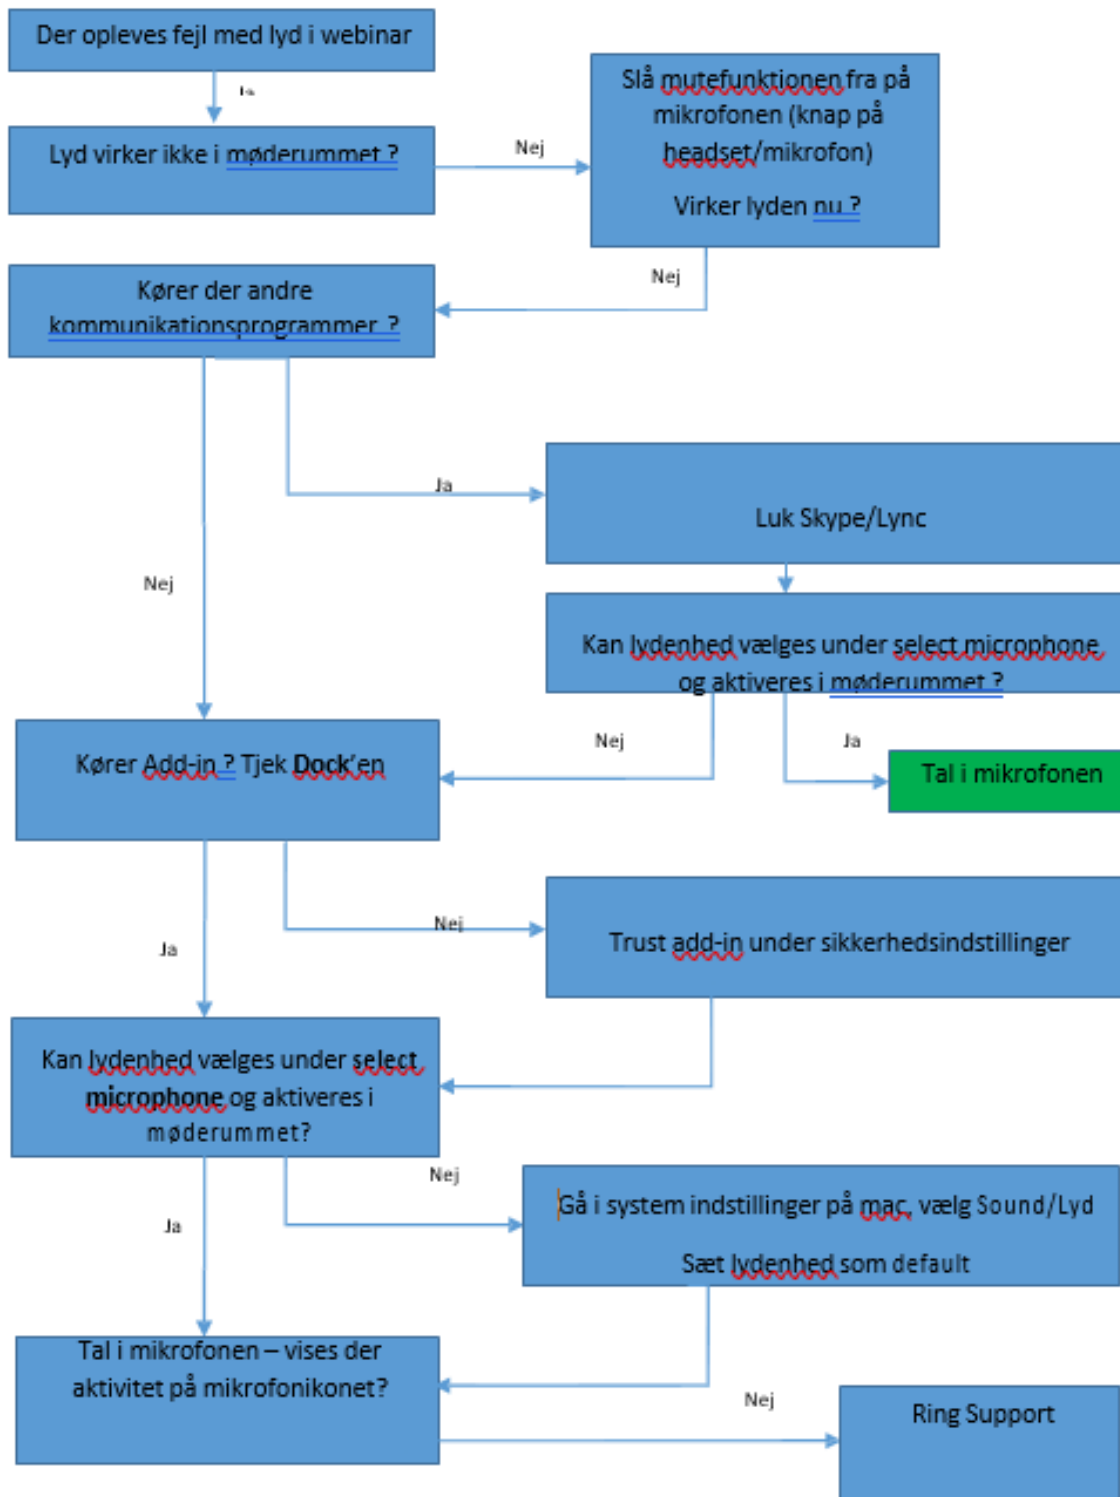 Der opleves fejl med lyd i webinar
Ja
Lyd virker ikke i møderummet ?
Nej
Slå mutefunktionen fra på
mikrofonen (knap på
headset/mikrofon)
Virker lyden nu ?
Nej
Kører der andre
kommunikationsprogrammer ?
Ja
Luk Skype/Lync
Nej
Kan lydenhed vælges under select microphone
og aktiveres i møderummet ?
Nej
Ja
Tal i mikrofonen
Kører Add-in ? Tjek Dock'en
Nej
Trust add-in under sikkerhedsindstillinger
Ja
Kan lydenhed vælges under select
microphone og aktiveres i
møderummet?
Nej
Gå i system indstillinger på mac, vælg Sound/Lyd
Sæt lydenhed som default
Ja
Tal i mikrofonen – vises der
aktivitet på mikrofonikonet?
Nej
Ring Support